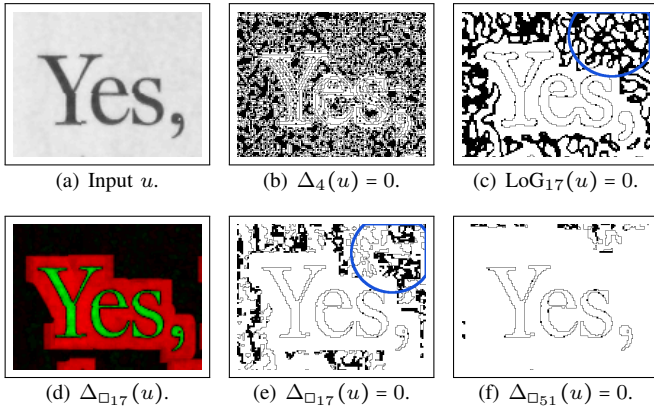 Yes,
Yes,
Yes,
(a) Input u.
(b) Δ₄(u) = 0.
(c) LoG₁₇(u) = 0.
Yes,
Yes,
Yes,
(d) Δ□₁₇(u).
(e) Δ□₁₇(u) = 0.
(f) Δ□₅₁(u) = 0.